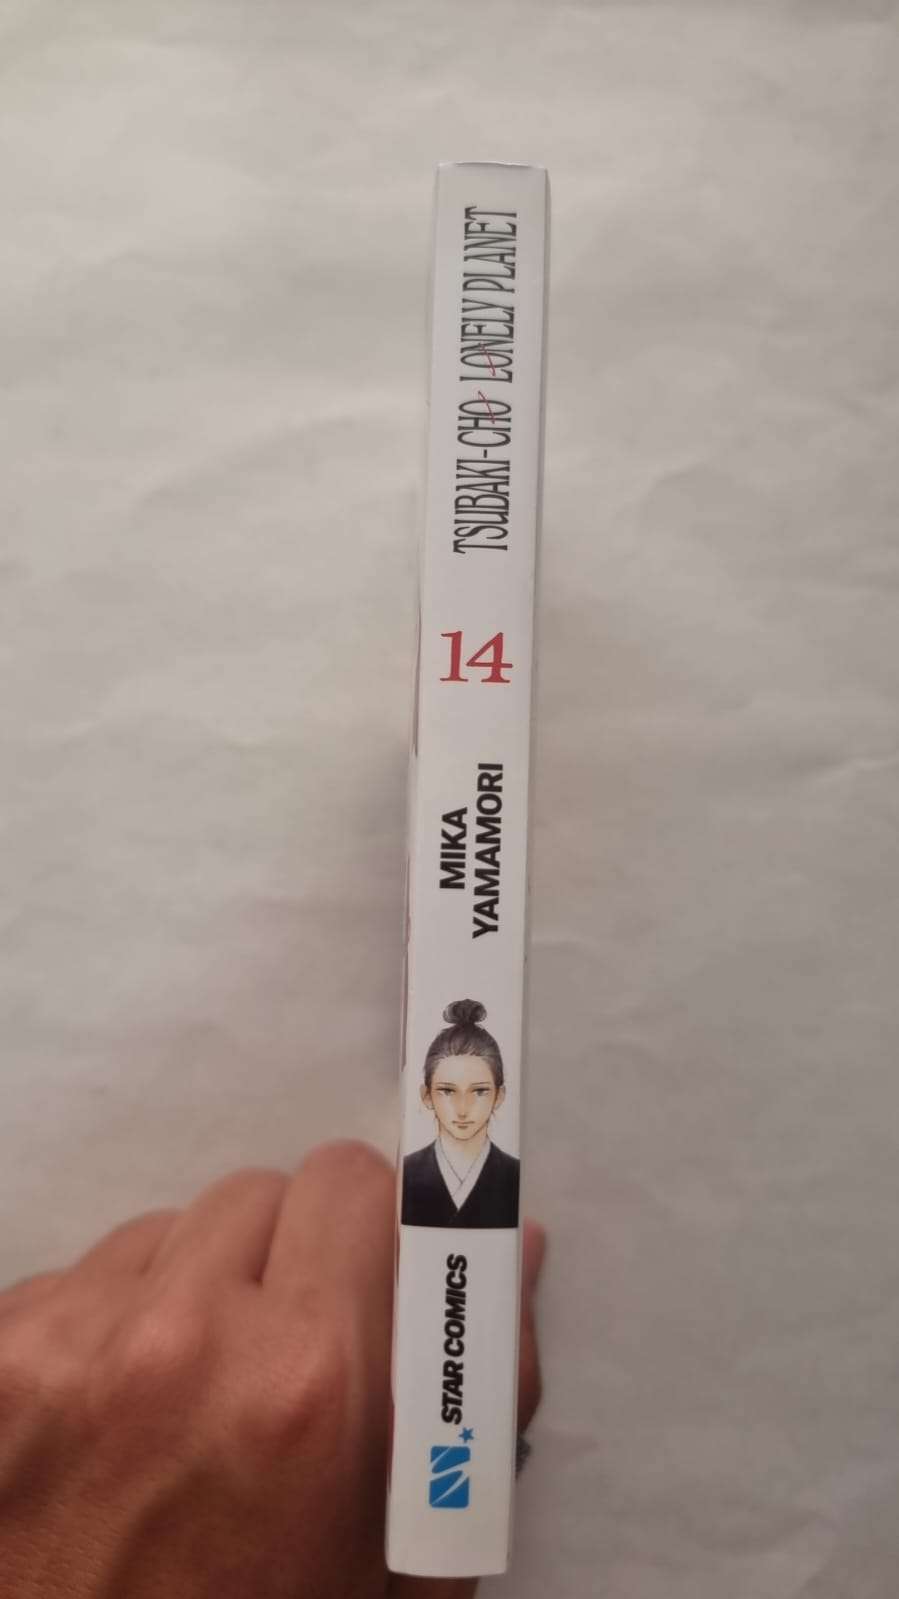 TSUBAKI-CHO LONELY PLANET
14
MIKA
YAMAMORI
STAR COMICS